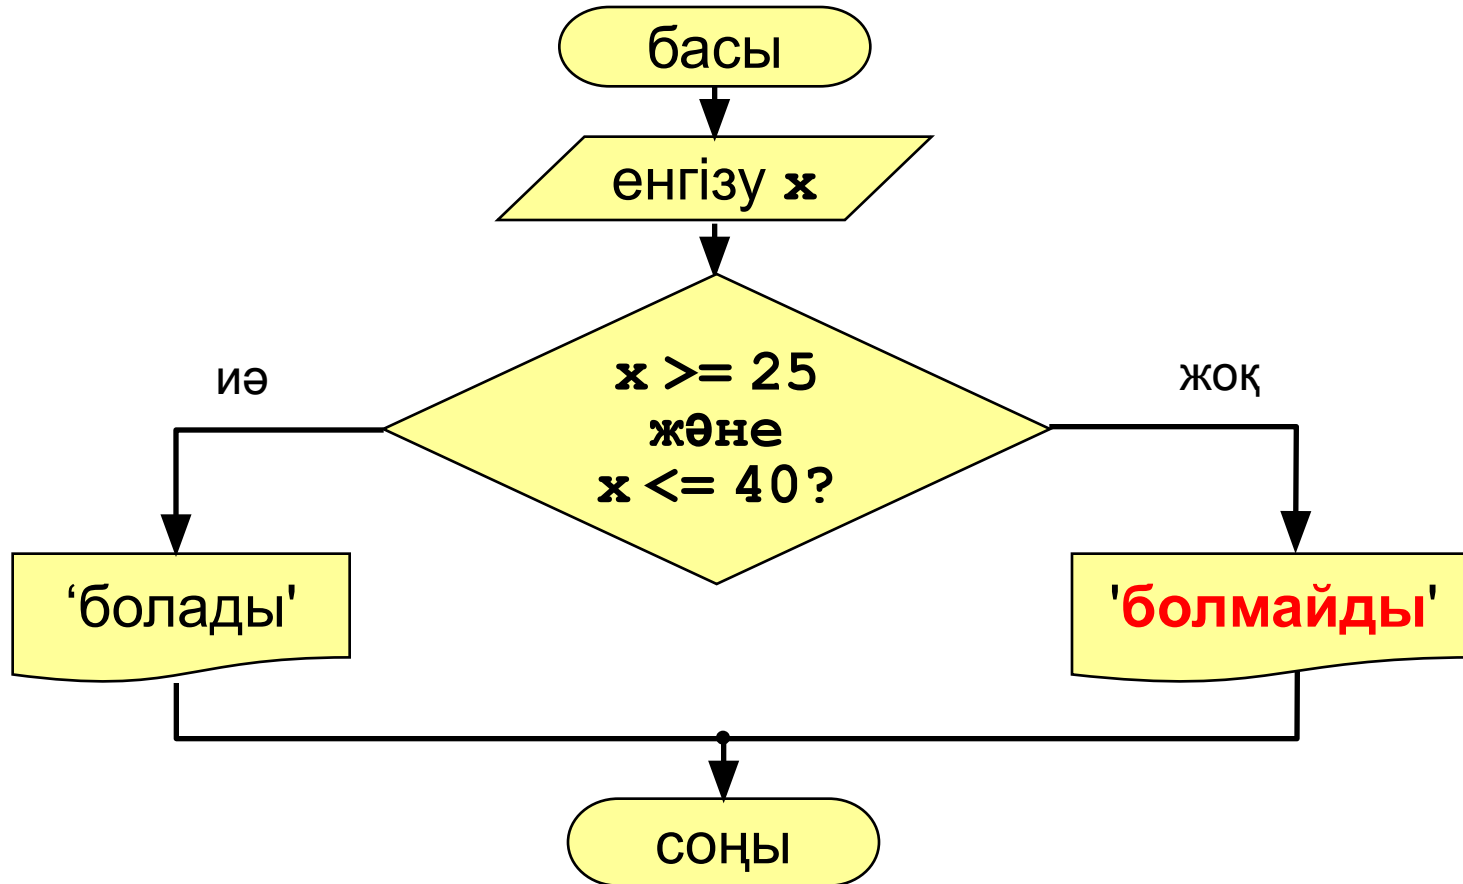 басы
енгізу x
x >= 25
және
x <= 40?
иә
жоқ
‘болады'
'болмайды'
соңы